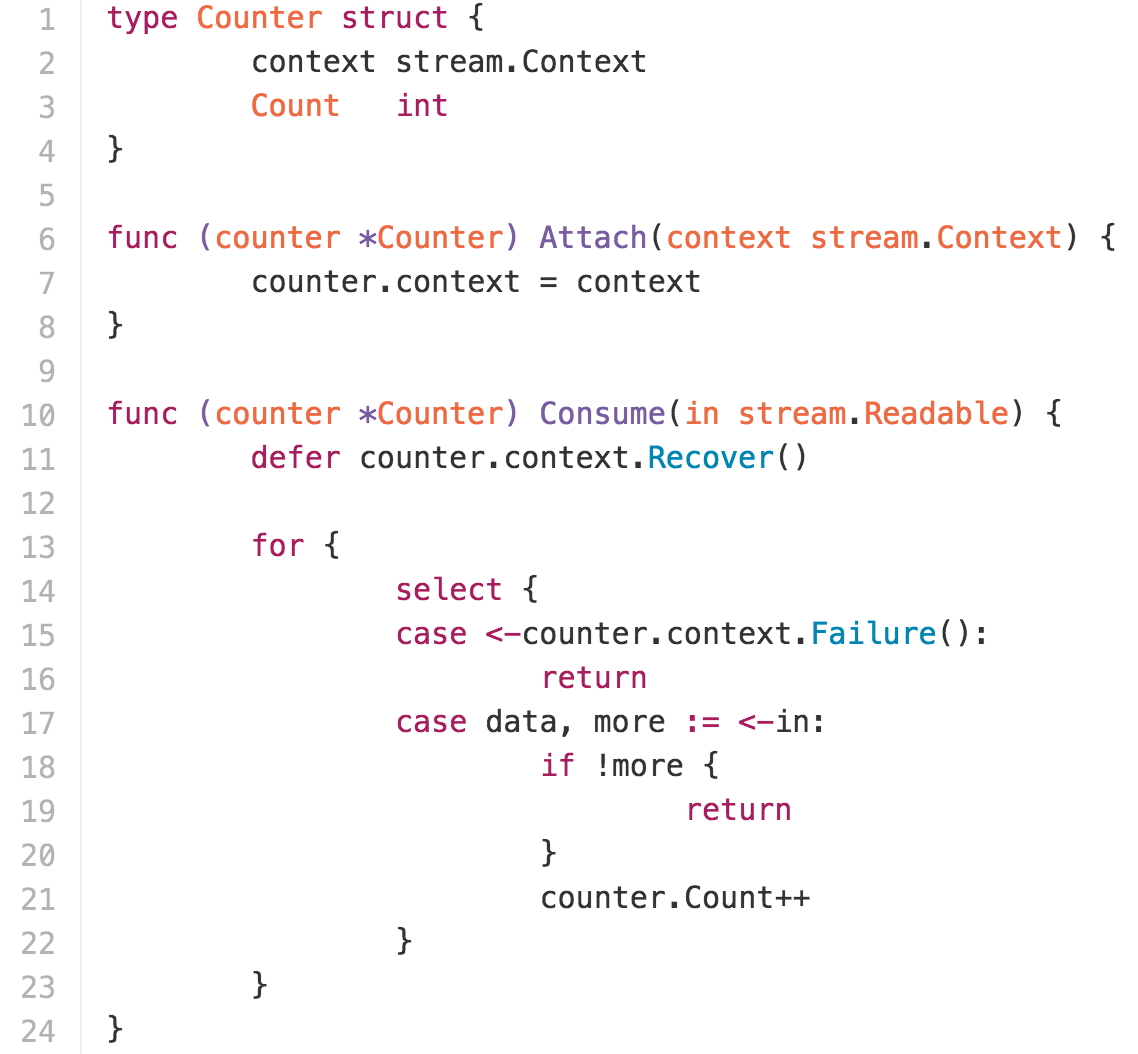 1 type Counter struct {
2         context stream.Context
3         Count   int
4 }
5
6 func (counter *Counter) Attach(context stream.Context) {
7         counter.context = context
8 }
9
10 func (counter *Counter) Consume(in stream.Readable) {
11         defer counter.context.Recover()
12
13         for {
14                 select {
15                 case <-counter.context.Failure():
16                         return
17                 case data, more := <-in:
18                         if !more {
19                                 return
20                         }
21                         counter.Count++
22                 }
23         }
24 }